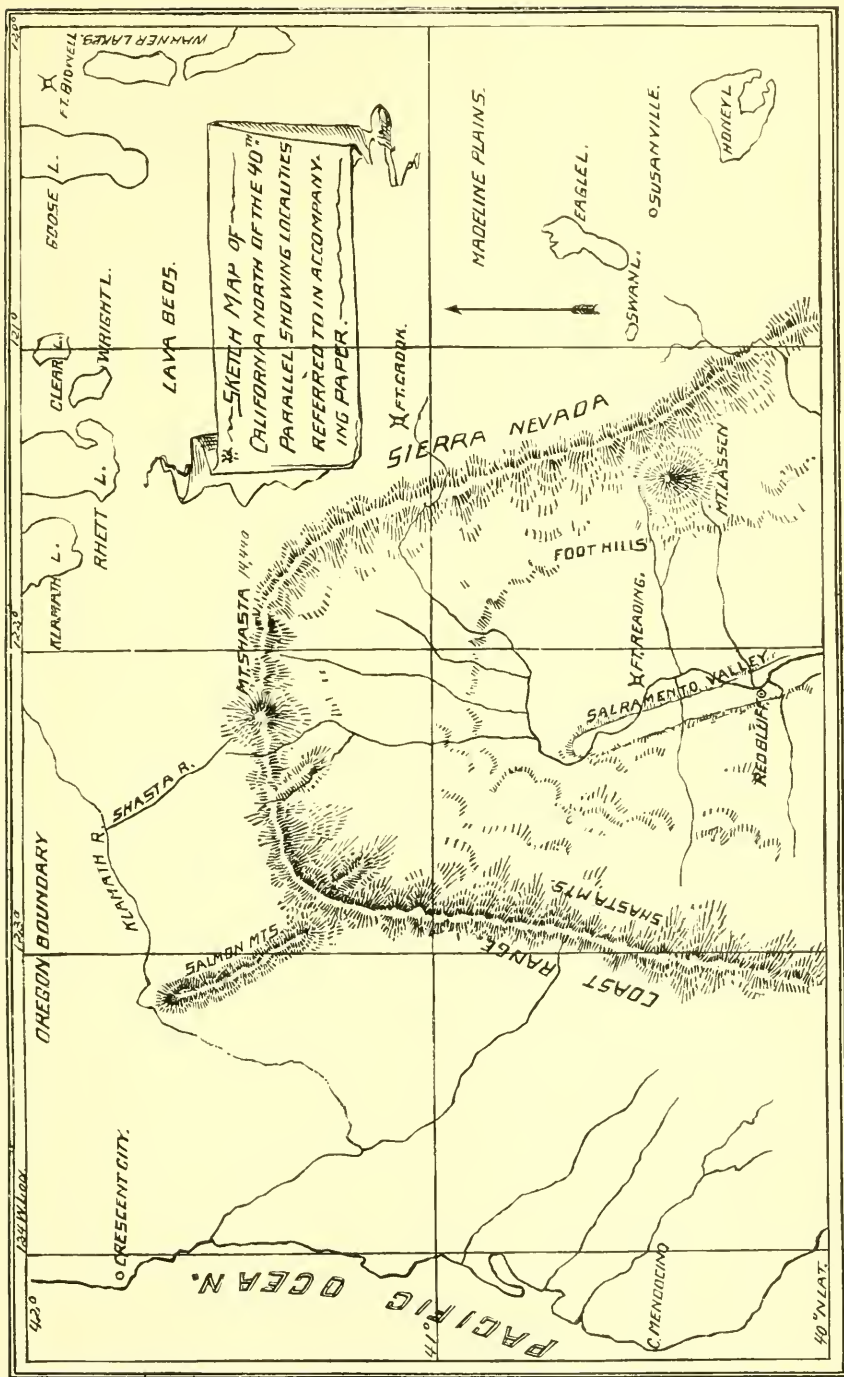 SKETCH MAP OF
CALIFORNIA NORTH OF THE 40TH
PARALLEL SHOWING LOCALITIES
REFERRED TO IN ACCOMPANY-
ING PAPER.
42°
124° W LON.
123°
122°
121°
120°
OREGON BOUNDARY
CRESCENT CITY.
KLAMATH R.
SHASTA R.
KLAMATH L.
RHETT L.
CLEAR L.
WRIGHT L.
GOOSE L.
FT. BIDWELL
WARNER LAKES.
LAVA BEDS.
SALMON MTS.
MT. SHASTA 14,440
PACIFIC OCEAN.
41°
COAST RANGE
SHASTA MTS.
SIERRA NEVADA
FT. CROOK.
MADELINE PLAINS.
EAGLE L.
SWAN L.
SUSANVILLE.
HONEY L
FOOT HILLS
FT. READING.
MT. LASSEN
SACRAMENTO VALLEY
RED BLUFF
C. MENDOCINO
40° N LAT.